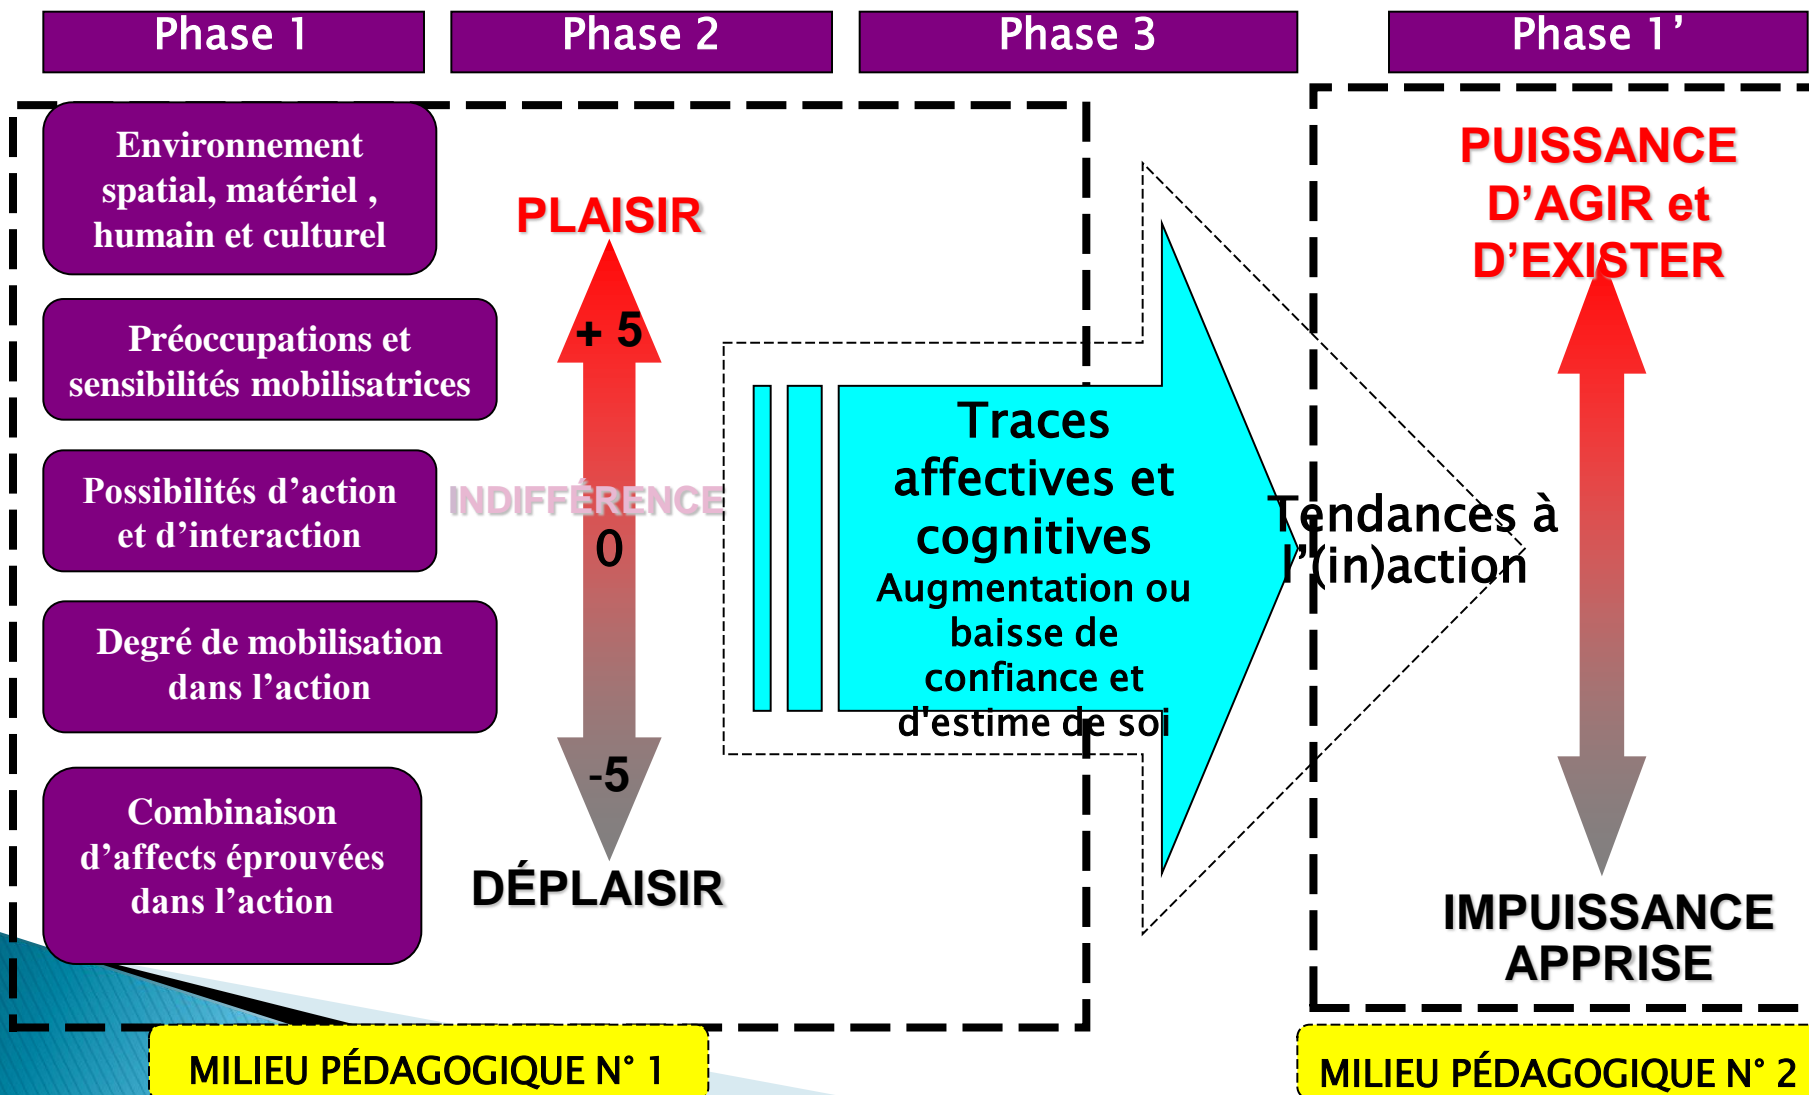 Phase 1
Phase 2
Phase 3
Phase 1’
Environnement
spatial, matériel ,
humain et culturel
Préoccupations et
sensibilités mobilisatrices
Possibilités d’action
et d’interaction
Degré de mobilisation
dans l’action
Combinaison
d’affects éprouvées
dans l’action
PLAISIR
+ 5
INDIFFÉRENCE
0
-5
DÉPLAISIR
Traces
affectives et
cognitives
Augmentation ou
baisse de
confiance et
d'estime de soi
Tendances à
l’(in)action
PUISSANCE
D’AGIR et
D’EXISTER
IMPUISSANCE
APPRISE
MILIEU PÉDAGOGIQUE N° 1
MILIEU PÉDAGOGIQUE N° 2